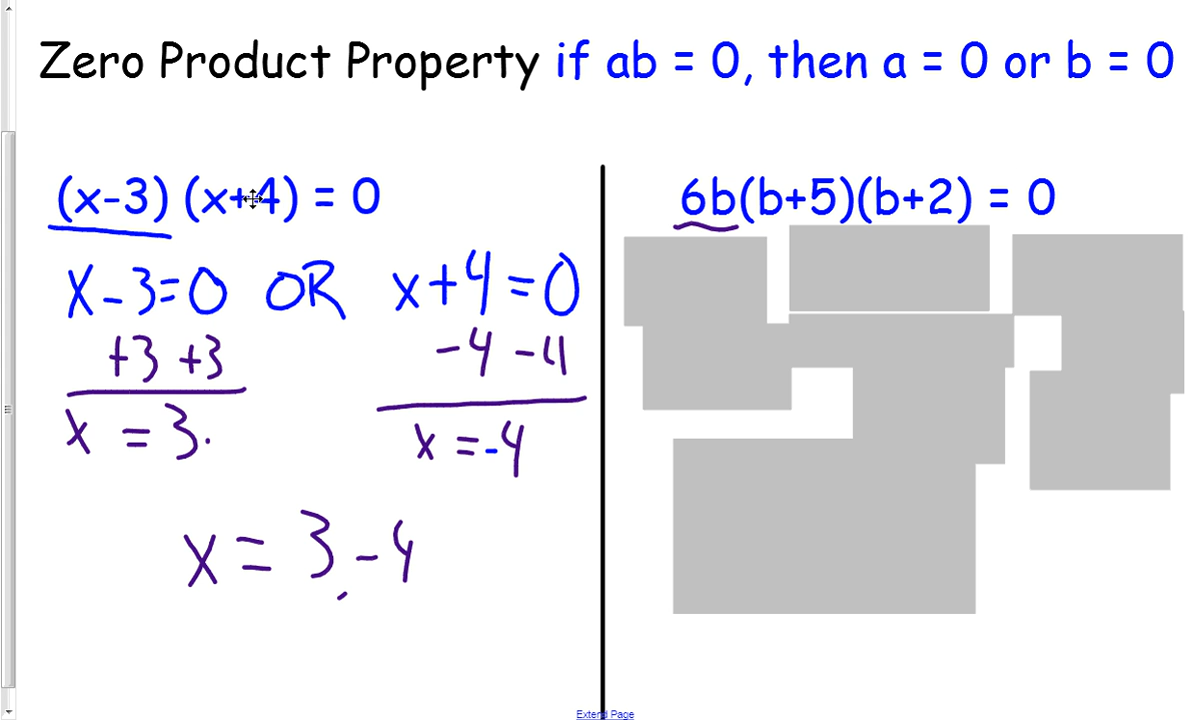 Zero Product Property if ab = 0, then a = 0 or b = 0
(x-3) (x+4) = 0
x-3=0 OR x+4=0
+3 +3
-4 -4
x = 3.
x =-4
x = 3,-4
6b(b+5)(b+2) = 0
Extend Page